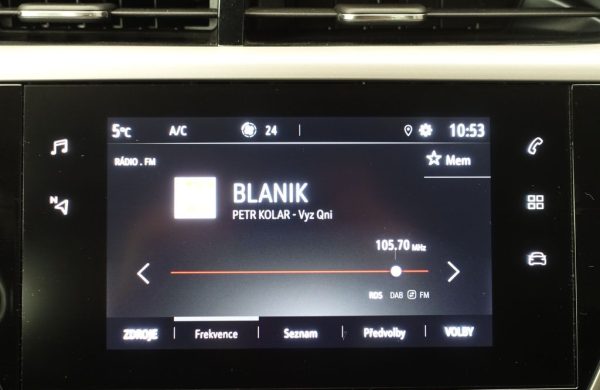 5°C A/C 24 10:53
RÁDIO . FM
Mem
BLANIK
PETR KOLAR - Vyz Qni
105.70 MHz
RDS DAB FM
N
ZDROJE Frekvence Seznam Předvolby VOLBY